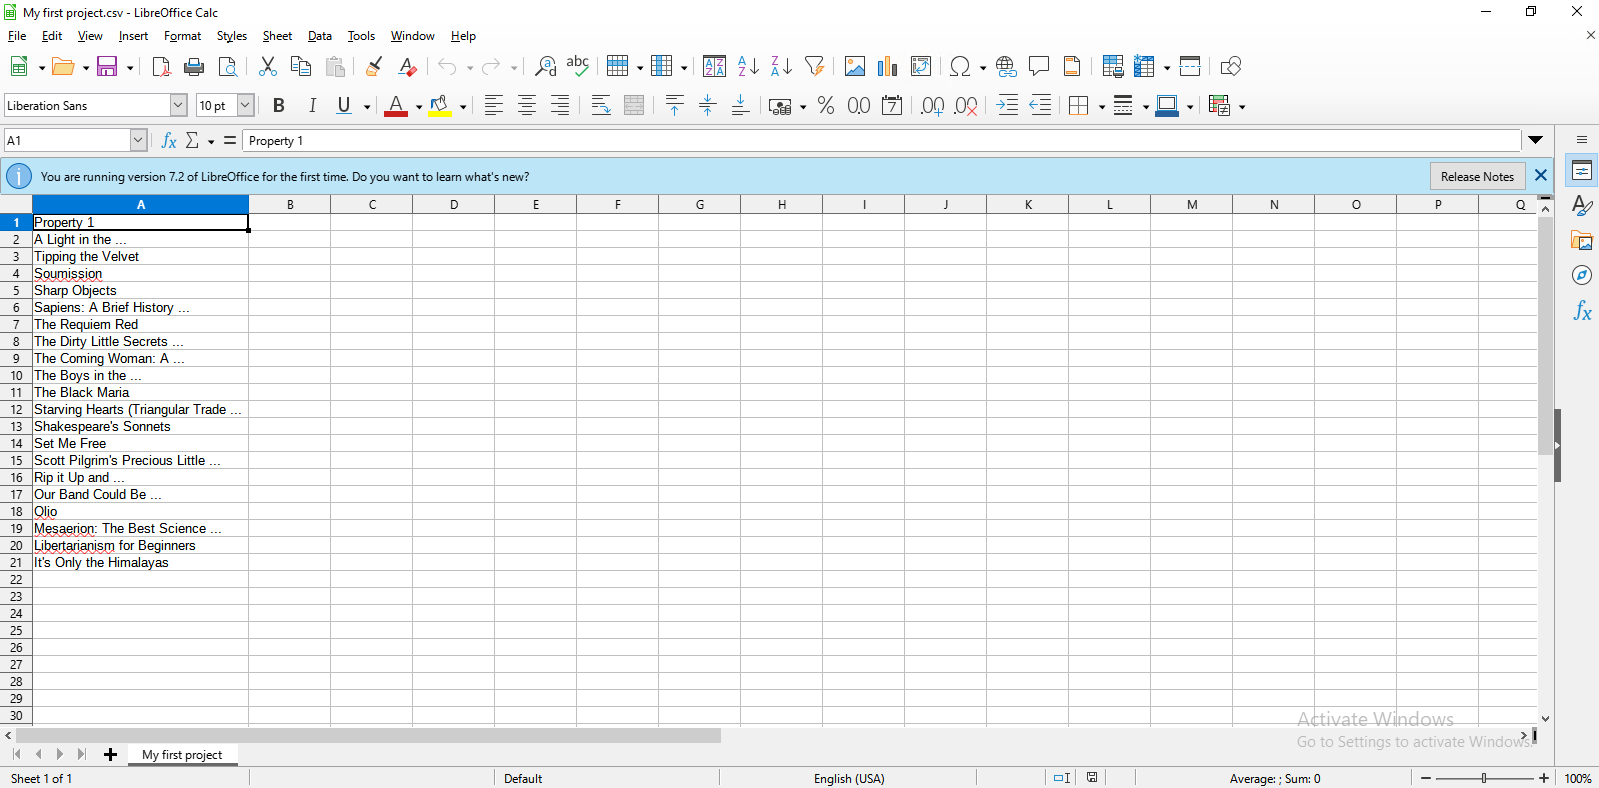 My first project.csv - LibreOffice Calc
File Edit View Insert Format Styles Sheet Data Tools Window Help
Liberation Sans 10 pt
A1 Property 1
You are running version 7.2 of LibreOffice for the first time. Do you want to learn what's new? Release Notes
A B C D E F G H I J K L M N O P Q
1 Property 1
2 A Light in the ...
3 Tipping the Velvet
4 Soumission
5 Sharp Objects
6 Sapiens: A Brief History ...
7 The Requiem Red
8 The Dirty Little Secrets ...
9 The Coming Woman: A ...
10 The Boys in the ...
11 The Black Maria
12 Starving Hearts (Triangular Trade ...
13 Shakespeare's Sonnets
14 Set Me Free
15 Scott Pilgrim's Precious Little ...
16 Rip it Up and ...
17 Our Band Could Be ...
18 Olio
19 Mesaerion: The Best Science ...
20 Libertarianism for Beginners
21 It's Only the Himalayas
22
23
24
25
26
27
28
29
30
Activate Windows
Go to Settings to activate Windows.
My first project
Sheet 1 of 1 Default English (USA) Average: ; Sum: 0 100%